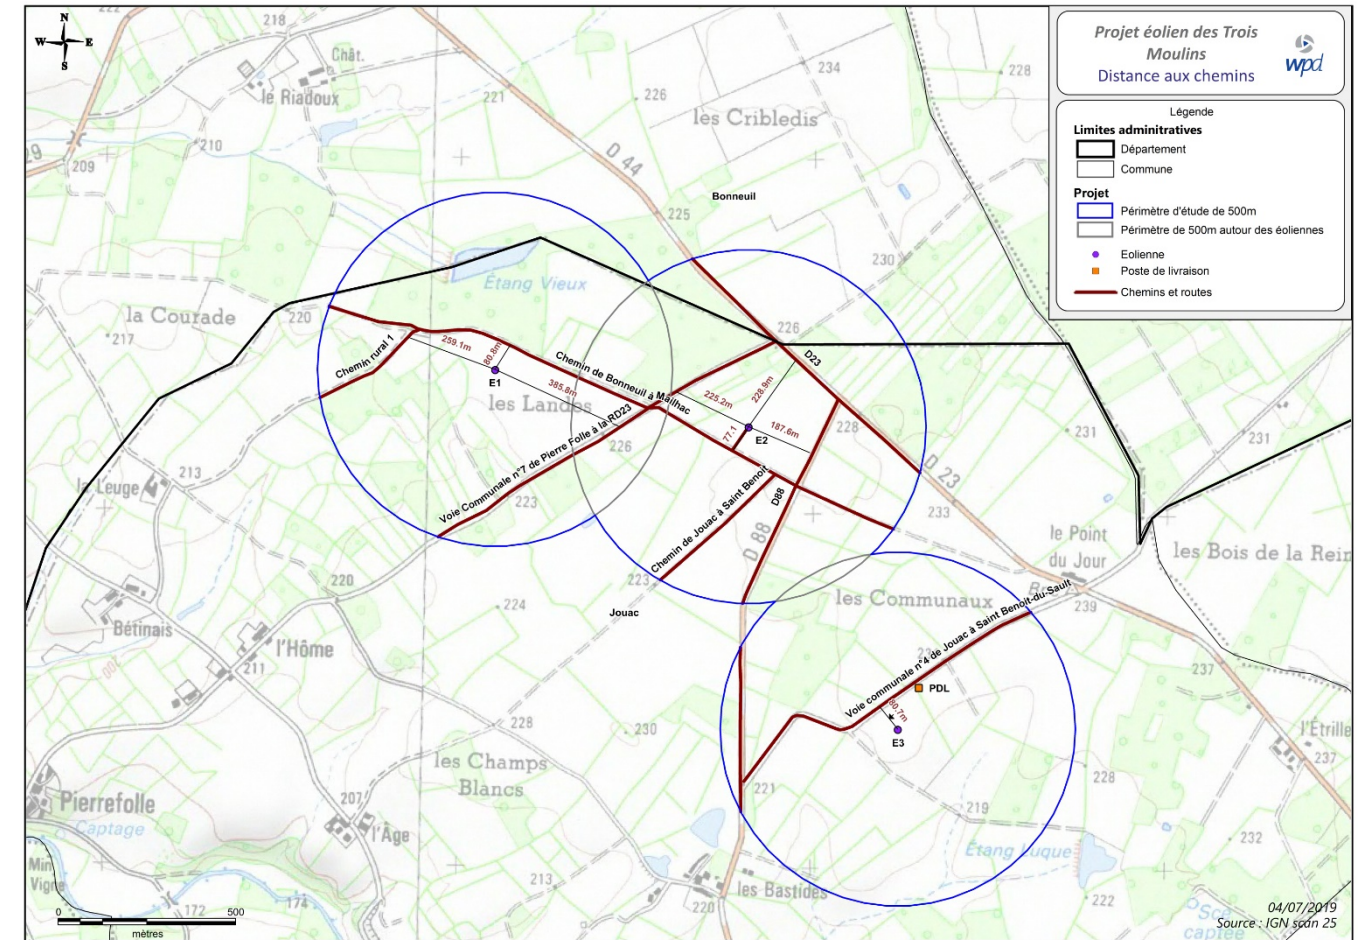 N
W E
S
218
Chât.
le Riadoux
221
226
234
228
les Cribledis
210
209
D 44
Bonneuil
225
230
Étang Vieux
la Courade
220
217
226
Chemin rural 1
259.1m
80.8m
E1
385.8m
Chemin de Bonneuil à Mailhac
les Landes
D23
225.2m
228.9m
187.6m
77.1
E2
228
226
231
231
Voie Communale n°7 de Pierre Folle à la RD23
213
223
D88
D 23
233
Chemin de Jouac à Saint Benoit
D 88
le Point
du Jour
les Bois de la Rein
220
223
224
Jouac
les Communaux
239
Bétinais
l'Hôme
211
Voie communale n°4 de Jouac à Saint Benoit-du-Sault
237
PDL
80.7m
E3
228
230
l'Étrille
237
les Champs
Blancs
221
228
219
Pierrefolle
207
l'Âge
Captage
232
Étang Luque
Min
Vigne
213
les Bastides
220
222
172
174
0 500
mètres
Projet éolien des Trois
Moulins
Distance aux chemins
wpd
Légende
Limites adminitratives
Département
Commune
Projet
Périmètre d'étude de 500m
Périmètre de 500m autour des éoliennes
Eolienne
Poste de livraison
Chemins et routes
04/07/2019
Source : IGN scan 25